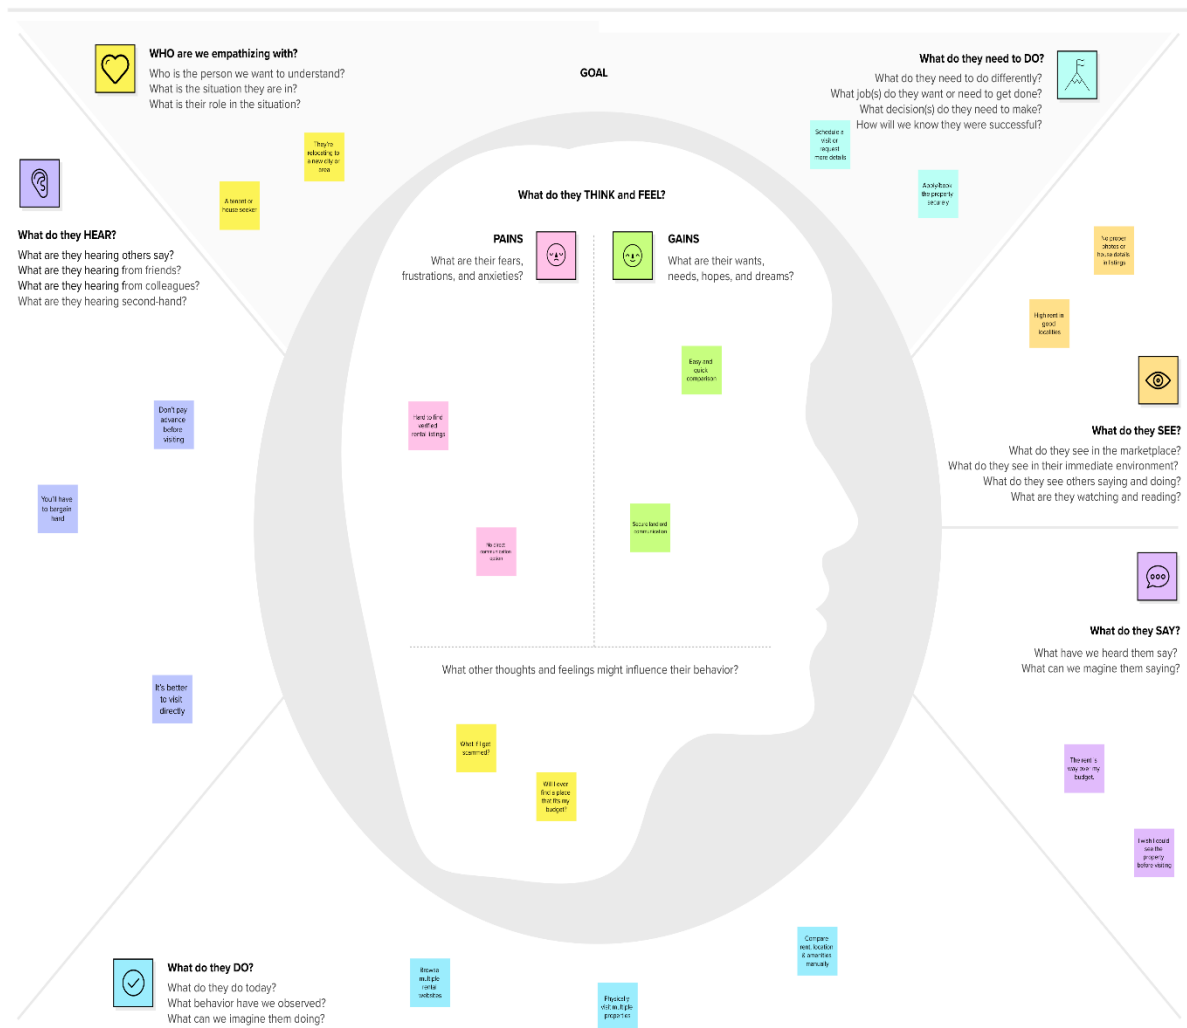 WHO are we empathizing with?
Who is the person we want to understand?
What is the situation they are in?
What is their role in the situation?
They're
relocating to
a new city or
area
A tenant or
house seeker
GOAL
What do they need to DO?
What do they need to do differently?
What job(s) do they want or need to get done?
What decision(s) do they need to make?
How will we know they were successful?
Schedule a
visit or
request
more details
Apply/book
the property
securely
What do they HEAR?
What are they hearing others say?
What are they hearing from friends?
What are they hearing from colleagues?
What are they hearing second-hand?
Don't pay
advance
before
visiting
You'll have
to bargain
hard
It's better
to visit
directly
What do they THINK and FEEL?
PAINS
What are their fears,
frustrations, and anxieties?
Hard to find
verified
rental listings
No direct
communication
option
GAINS
What are their wants,
needs, hopes, and dreams?
Easy and
quick
comparison
Secure landlord
communication
What other thoughts and feelings might influence their behavior?
What if I get
scammed?
Will I ever
find a place
that fits my
budget?
No proper
photos or
house details
in listings
High rent in
good
localities
What do they SEE?
What do they see in the marketplace?
What do they see in their immediate environment?
What do they see others saying and doing?
What are they watching and reading?
What do they SAY?
What have we heard them say?
What can we magine them saying?
The rent is
way over my
budget.
I wish I could
see the
property
before visiting
What do they DO?
What do they do today?
What behavior have we observed?
What can we imagine them doing?
Browse
multiple
rental
websites
Physically
visit multiple
properties
Compare
rent, location
& amenities
manually